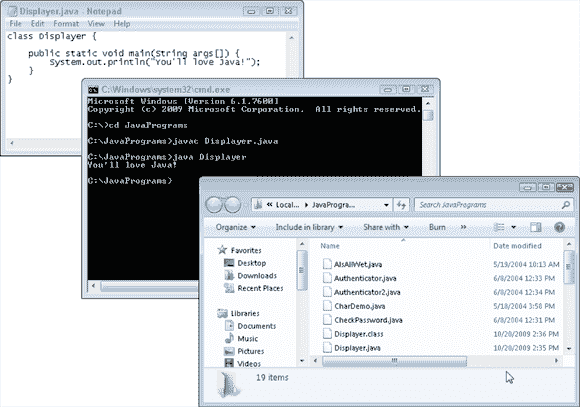 Displayer.java - Notepad
File Edit Format View Help
class Displayer {
public static void main(String args[]) {
System.out.println("You'll love Java!");
}
}
C:\Windows\system32\cmd.exe
Microsoft Windows [Version 6.1.7600]
Copyright (c) 2009 Microsoft Corporation. All rights reserved.
C:\>cd JavaPrograms
C:\JavaPrograms>javac Displayer.java
C:\JavaPrograms>java Displayer
You'll love Java!
C:\JavaPrograms>
« Local... ▸ JavaProgra... ▸
Search JavaPrograms
Organize Include in library Share with Burn »
Favorites
Desktop
Downloads
Recent Places
Libraries
Documents
Music
Pictures
Videos
Name Date modified
AlsAllWet.java 5/19/2004 10:13 AM
Authenticator.java 6/8/2004 12:33 PM
Authenticator2.java 6/8/2004 12:34 PM
CharDemo.java 5/18/2004 3:58 PM
CheckPassword.java 6/8/2004 12:31 PM
Displayer.class 10/28/2009 2:36 PM
Displayer.java 10/28/2009 2:35 PM
19 items